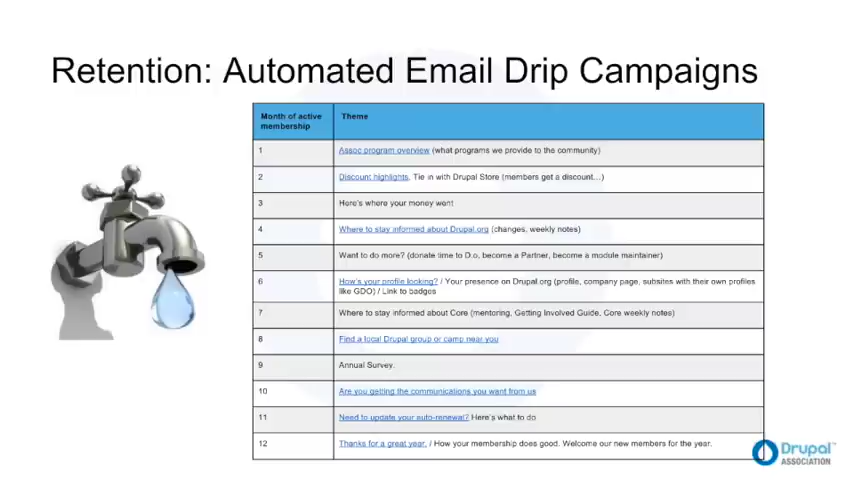 Retention: Automated Email Drip Campaigns
Month of active membership Theme
1 Assoc program overview (what programs we provide to the community)
2 Discount highlights. Tie in with Drupal Store (members get a discount…)
3 Here's where your money went
4 Where to stay informed about Drupal.org (changes, weekly notes)
5 Want to do more? (donate time to D.o, become a Partner, become a module maintainer)
6 How's your profile looking? / Your presence on Drupal.org (profile, company page, subsites with their own profiles
like GDO) / Link to badges
7 Where to stay informed about Core (mentoring, Getting Involved Guide, Core weekly notes)
8 Find a local Drupal group or camp near you
9 Annual Survey.
10 Are you getting the communications you want from us
11 Need to update your auto-renewal? Here's what to do
12 Thanks for a great year. / How your membership does good. Welcome our new members for the year.
Drupal™
ASSOCIATION